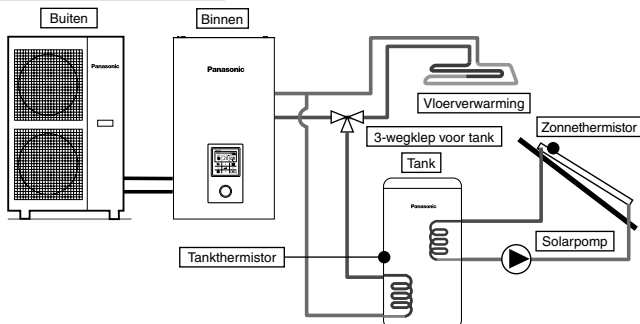 Buiten
Binnen
Panasonic
Panasonic
Vloerverwarming
Zonnethermistor
3-wegklep voor tank
Tank
Panasonic
Solarpomp
Tankthermistor